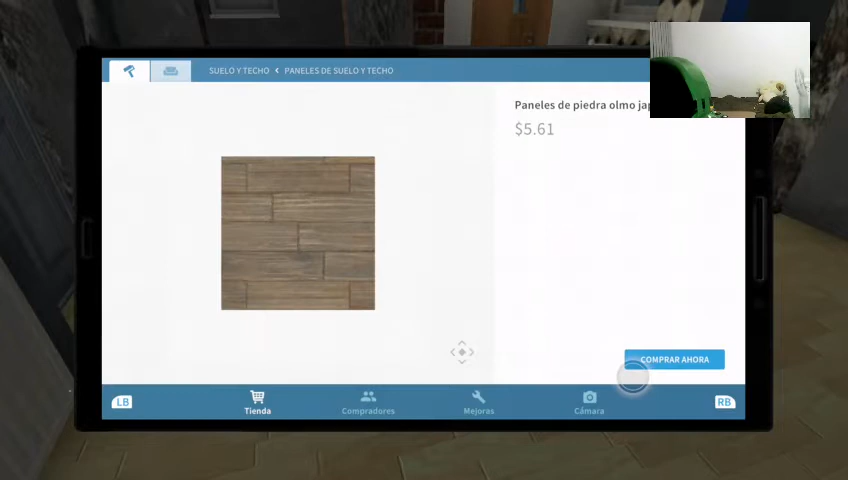 SUELO Y TECHO < PANELES DE SUELO Y TECHO
Paneles de piedra olmo
$5.61
COMPRAR AHORA
LB
Tienda
Compradores
Mejoras
Cámara
RB